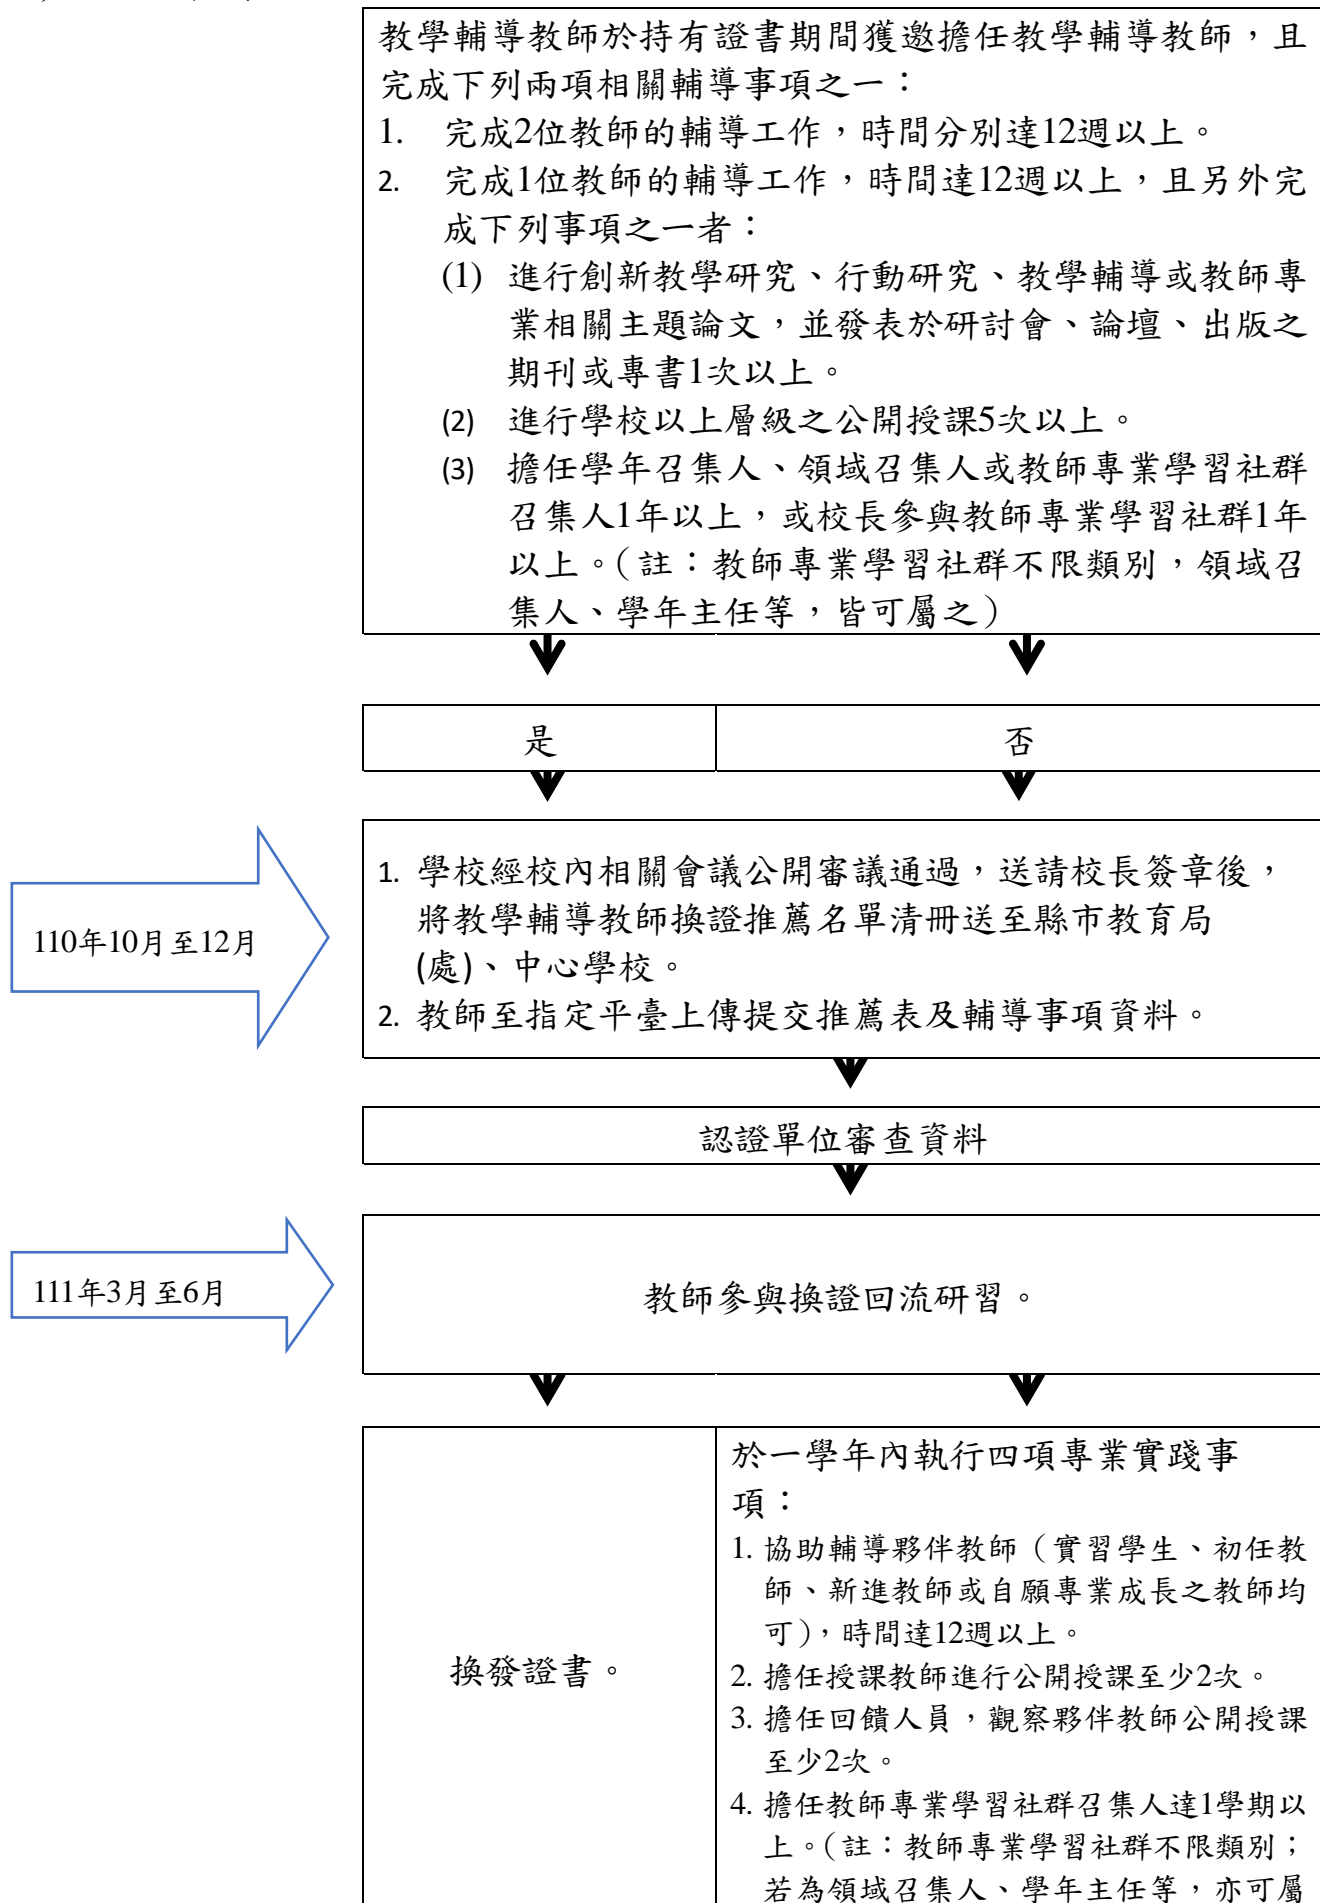 教學輔導教師於持有證書期間獲邀擔任教學輔導教師，且
完成下列兩項相關輔導事項之一：
1. 完成2位教師的輔導工作，時間分別達12週以上。
2. 完成1位教師的輔導工作，時間達12週以上，且另外完
成下列事項之一者：
(1) 進行創新教學研究、行動研究、教學輔導或教師專
業相關主題論文，並發表於研討會、論壇、出版之
期刊或專書1次以上。
(2) 進行學校以上層級之公開授課5次以上。
(3) 擔任學年召集人、領域召集人或教師專業學習社群
召集人1年以上，或校長參與教師專業學習社群1年
以上。（註：教師專業學習社群不限類別，領域召
集人、學年主任等，皆可屬之）
是
否
110年10月至12月
1. 學校經校內相關會議公開審議通過，送請校長簽章後，
將教學輔導教師換證推薦名單清冊送至縣市教育局
(處)、中心學校。
2. 教師至指定平臺上傳提交推薦表及輔導事項資料。
認證單位審查資料
111年3月至6月
教師參與換證回流研習。
換發證書。
於一學年內執行四項專業實踐事
項：
1. 協助輔導夥伴教師（實習學生、初任教
師、新進教師或自願專業成長之教師均
可），時間達12週以上。
2. 擔任授課教師進行公開授課至少2次。
3. 擔任回饋人員，觀察夥伴教師公開授課
至少2次。
4. 擔任教師專業學習社群召集人達1學期以
上。（註：教師專業學習社群不限類別；
若為領域召集人、學年主任等，亦可屬